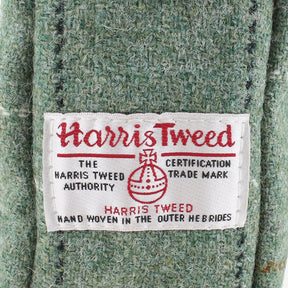 Harris Tweed
THE CERTIFICATION
HARRIS TWEED TRADE MARK
AUTHORITY
HARRIS TWEED
HAND WOVEN IN THE OUTER HEBRIDES